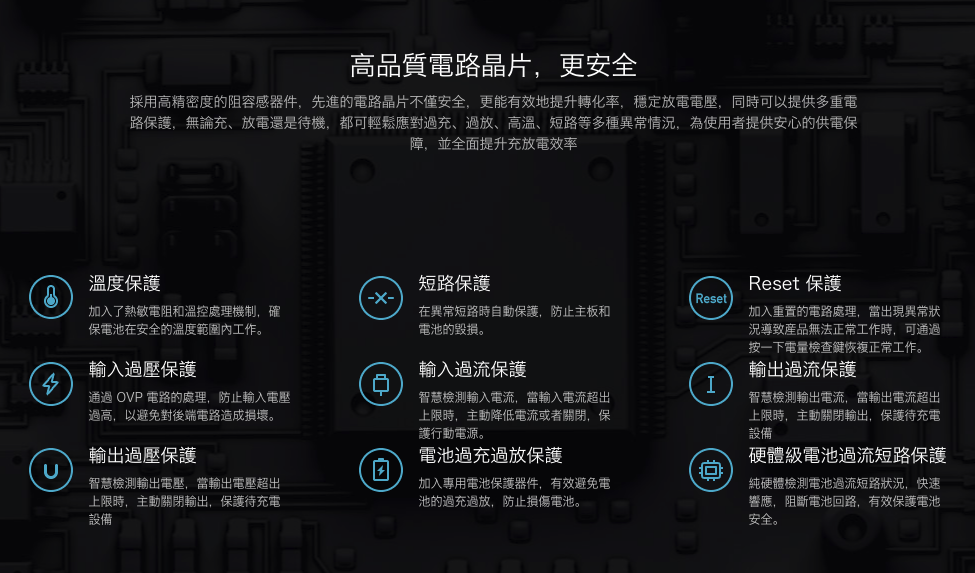 高品質電路晶片，更安全
採用高精密度的阻容感器件，先進的電路晶片不僅安全，更能有效地提升轉化率，穩定放電電壓，同時可以提供多重電
路保護，無論充、放電還是待機，都可輕鬆應對過充、過放、高溫、短路等多種異常情況，為使用者提供安心的供電保
障，並全面提升充放電效率
溫度保護
加入了熱敏電阻和溫控處理機制，確
保電池在安全的溫度範圍內工作。
短路保護
在異常短路時自動保護，防止主板和
電池的毀損。
Reset
Reset 保護
加入重置的電路處理，當出現異常狀
況導致産品無法正常工作時，可通過
按一下電量檢查鍵恢複正常工作。
輸入過壓保護
通過 OVP 電路的處理，防止輸入電壓
過高，以避免對後端電路造成損壞。
輸入過流保護
智慧檢測輸入電流，當輸入電流超出
上限時，主動降低電流或者關閉，保
護行動電源。
輸出過流保護
智慧檢測輸出電流，當輸出電流超出
上限時，主動關閉輸出，保護待充電
設備
輸出過壓保護
智慧檢測輸出電壓，當輸出電壓超出
上限時，主動關閉輸出，保護待充電
設備
電池過充過放保護
加入専用電池保護器件，有效避免電
池的過充過放，防止損傷電池。
硬體級電池過流短路保護
純硬體檢測電池過流短路狀況，快速
響應，阻斷電池回路，有效保護電池
安全。